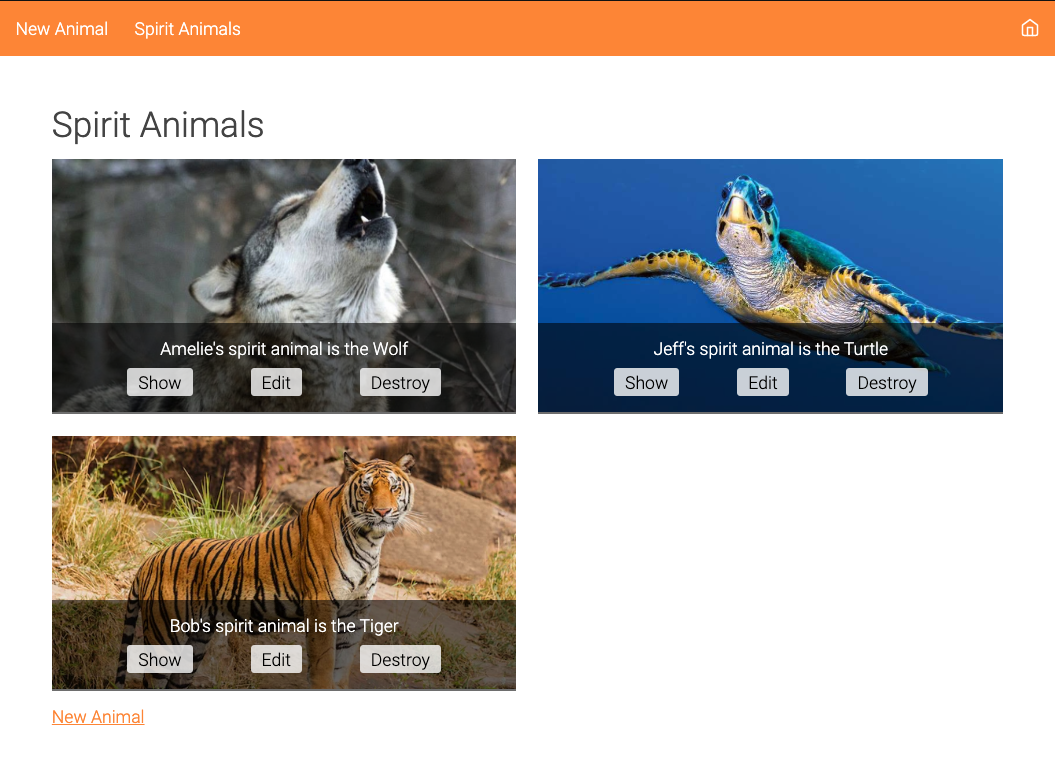 New Animal Spirit Animals
Spirit Animals
Amelie's spirit animal is the Wolf
Show Edit Destroy
Jeff's spirit animal is the Turtle
Show Edit Destroy
Bob's spirit animal is the Tiger
Show Edit Destroy
New Animal